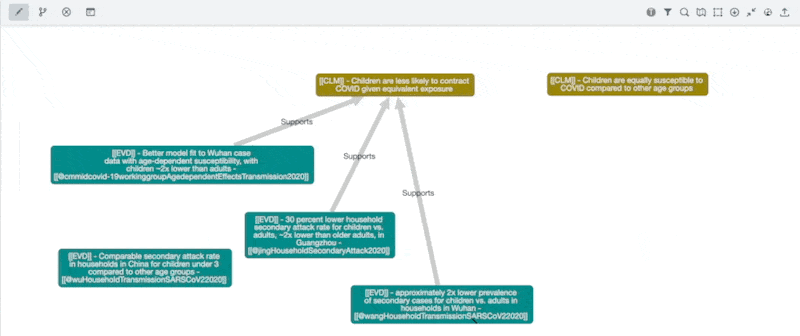 [[CLM]] - Children are less likely to contract
COVID given equivalent exposure
[[CLM]] - Children are equally susceptible to
COVID compared to other age groups
Supports
[[EVD]] - Better model fit to Wuhan case
data with age-dependent susceptibility, with
children ~2x lower than adults -
[[@cmmidcovid-19workinggroupAgedependentEffectsTransmission2020]]
Supports
Supports
[[EVD]] - 30 percent lower household
secondary attack rate for children vs.
adults, ~2x lower than older adults, in
Guangzhou -
[[@jingHouseholdSecondaryAttack2020]]
[[EVD]] - Comparable secondary attack rate
in households in China for children under 3
compared to other age groups -
[[@wuHouseholdTransmissionSARSCoV22020]]
[[EVD]] - approximately 2x lower prevalence
of secondary cases for children vs. adults in
households in Wuhan -
[[@wangHouseholdTransmissionSARSCoV22020]]